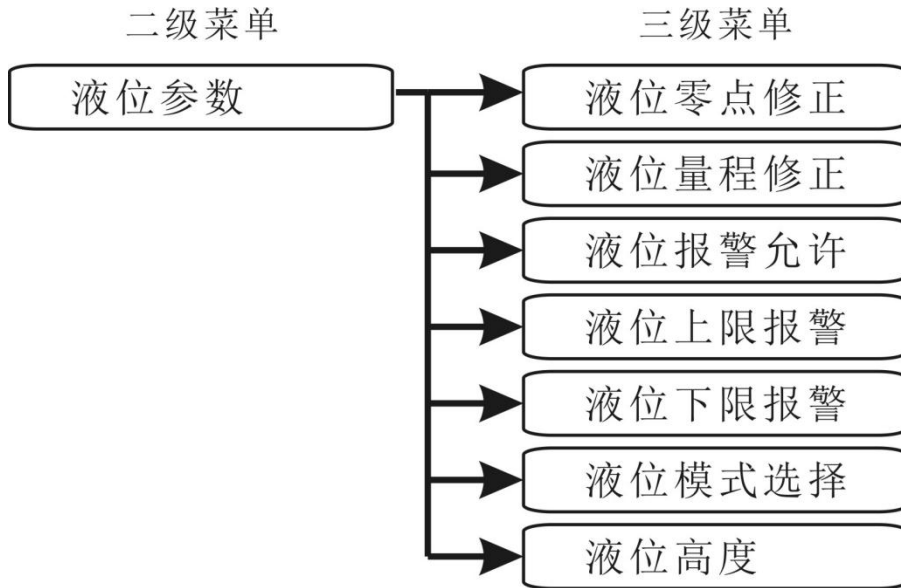 二级菜单
三级菜单
液位参数
液位零点修正
液位量程修正
液位报警允许
液位上限报警
液位下限报警
液位模式选择
液位高度